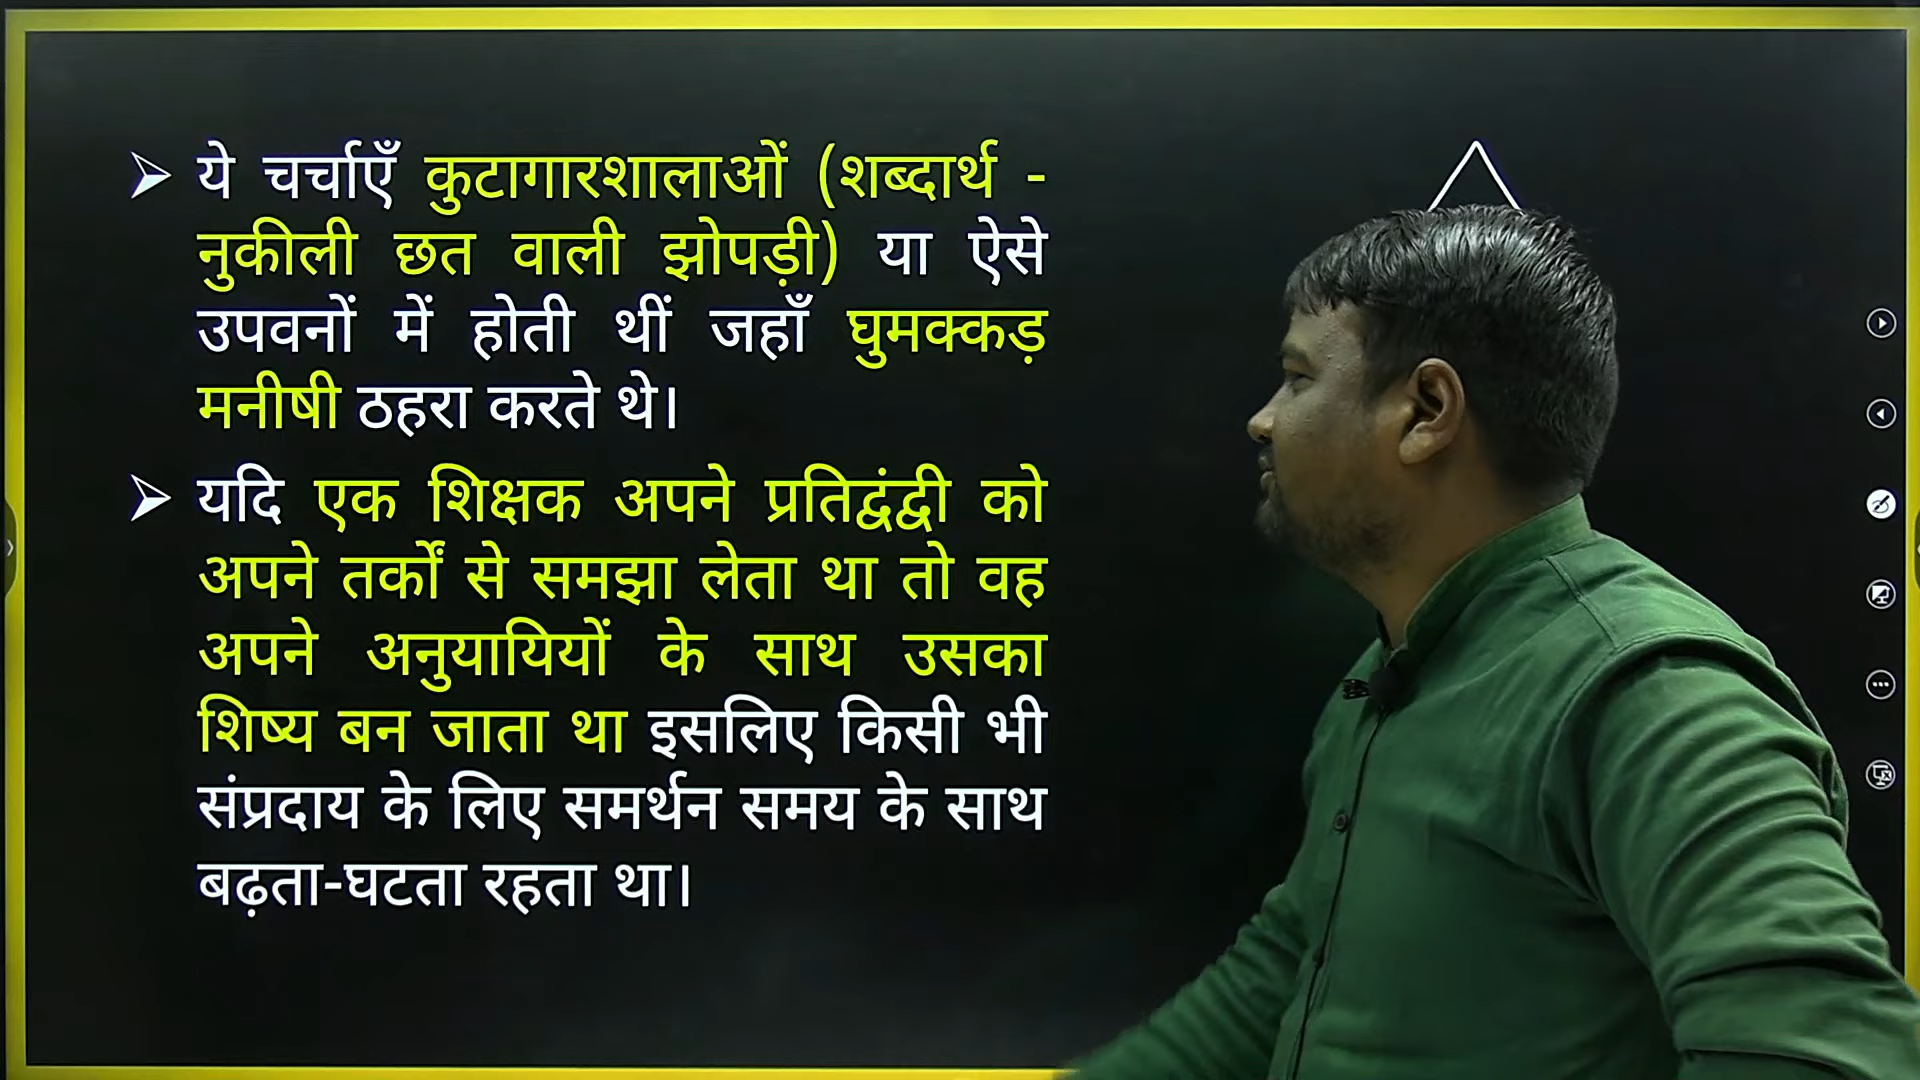 ➢ ये चर्चाएँ कुटागारशालाओं (शब्दार्थ -
नुकीली छत वाली झोपड़ी) या ऐसे
उपवनों में होती थीं जहाँ घुमक्कड़
मनीषी ठहरा करते थे।
➢ यदि एक शिक्षक अपने प्रतिद्वंद्वी को
अपने तर्कों से समझा लेता था तो वह
अपने अनुयायियों के साथ उसका
शिष्य बन जाता था इसलिए किसी भी
संप्रदाय के लिए समर्थन समय के साथ
बढ़ता-घटता रहता था।